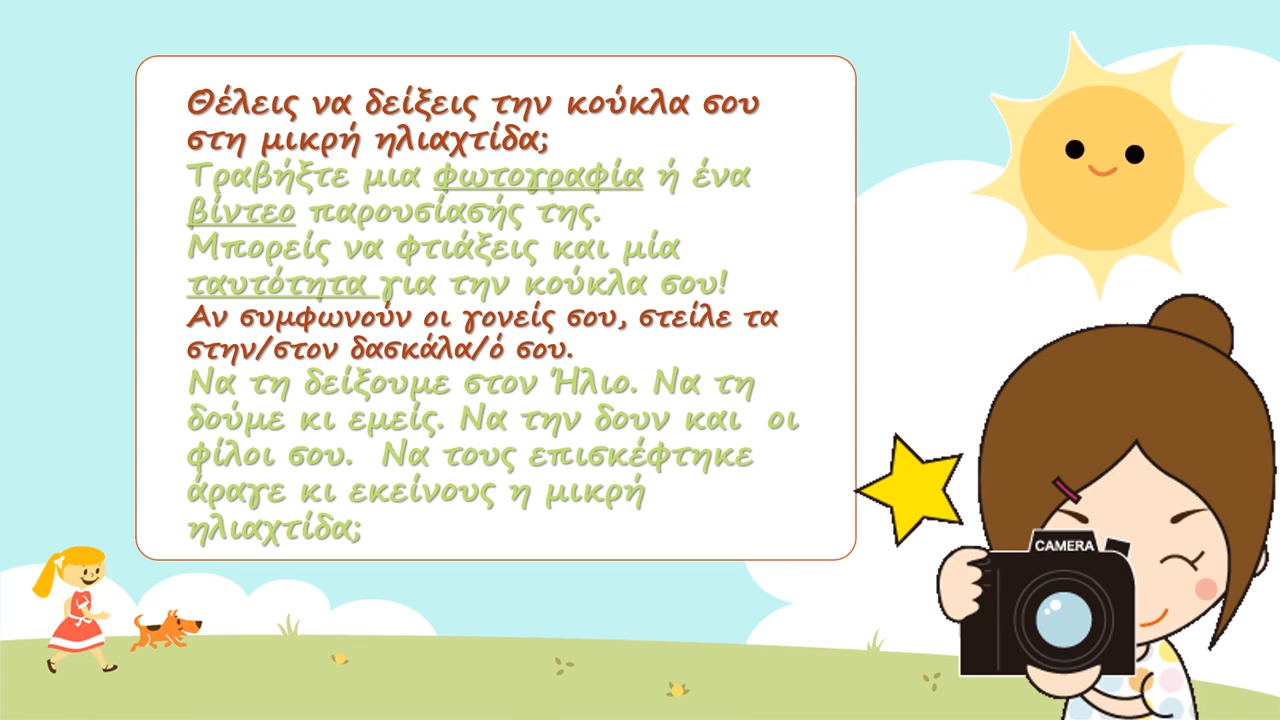 Θέλεις να δείξεις την κούκλα σου
στη μικρή ηλιαχτίδα;
Τραβήξτε μια φωτογραφία ή ένα
βίντεο παρουσίασής της.
Μπορείς να φτιάξεις και μία
ταυτότητα για την κούκλα σου!
Αν συμφωνούν οι γονείς σου, στείλε τα
στην/στον δασκάλα/ό σου.
Να τη δείξουμε στον Ήλιο. Να τη
δούμε κι εμείς. Να την δουν και οι
φίλοι σου. Να τους επισκέφτηκε
άραγε κι εκείνους η μικρή
ηλιαχτίδα;
CAMERA